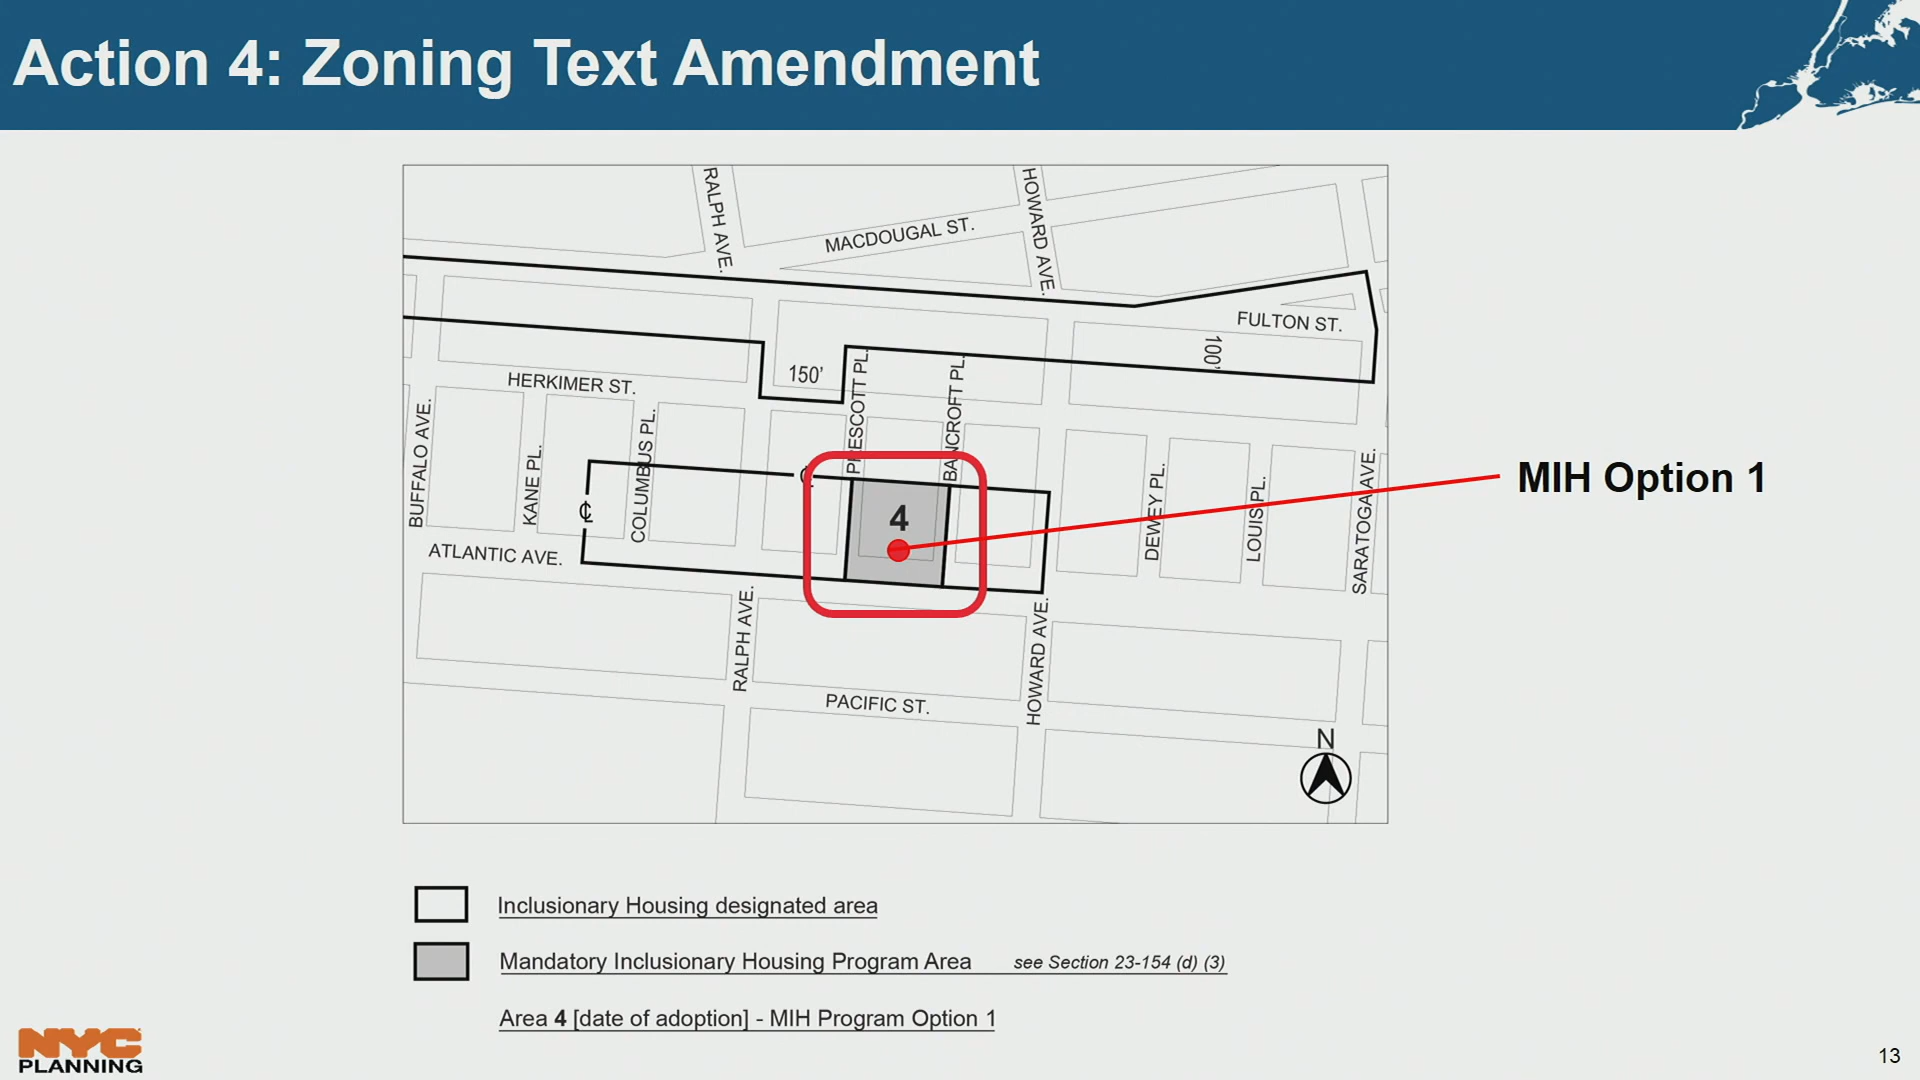 Action 4: Zoning Text Amendment
RALPH AVE.
HOWARD AVE.
MACDOUGAL ST.
FULTON ST.
100'
150'
PRESCOTT PL.
BANCROFT PL.
HERKIMER ST.
BUFFALO AVE.
KANE PL.
COLUMBUS PL.
℄
℄
4
DEWEY PL.
LOUIS PL.
SARATOGA AVE.
MIH Option 1
ATLANTIC AVE.
RALPH AVE.
HOWARD AVE.
PACIFIC ST.
N
Inclusionary Housing designated area
Mandatory Inclusionary Housing Program Area see Section 23-154 (d) (3)
Area 4 [date of adoption] - MIH Program Option 1
NYC
PLANNING
13